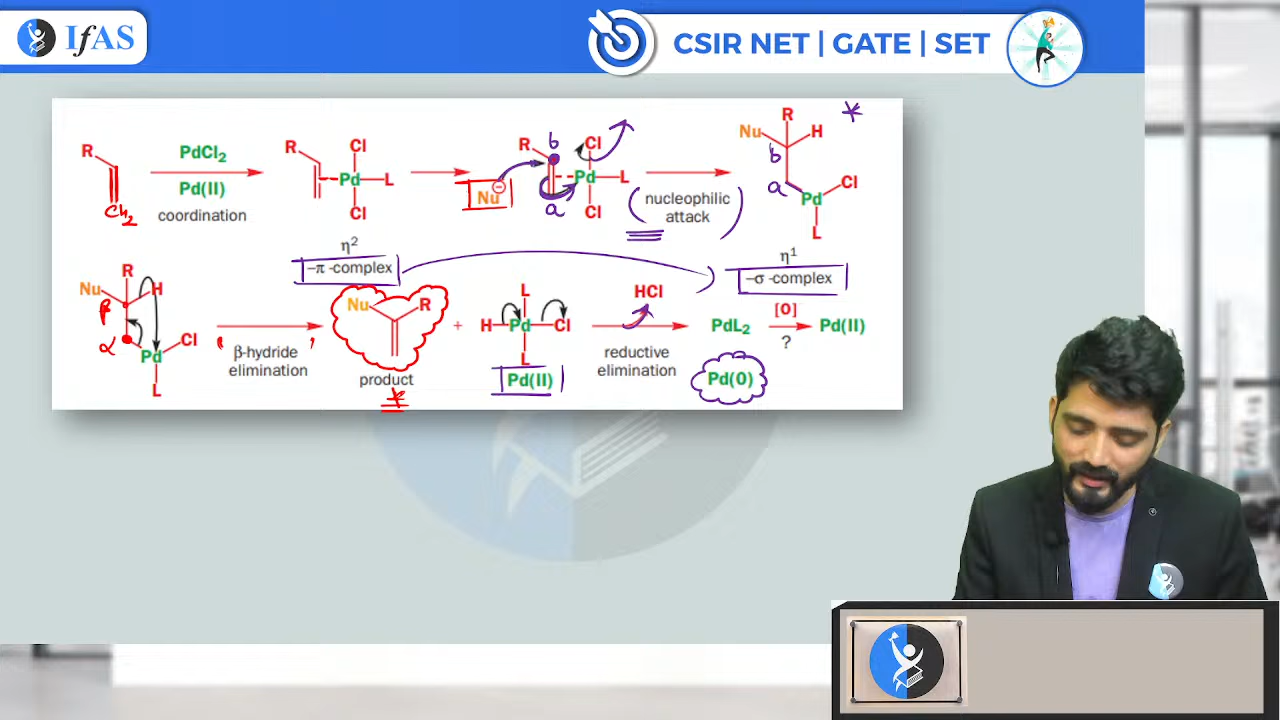 IfAS
CSIR NET | GATE | SET
R
CH2
PdCl2
Pd(II)
coordination
R
Cl
Pd
L
Cl
η2
–π -complex
Nu
R
b
a
Cl
Pd
L
Cl
nucleophilic
attack
R
Nu
H
b
a
Pd
Cl
L
*
η1
–σ -complex
R
Nu
H
β
α
Pd
Cl
L
β-hydride
elimination
Nu
R
product
*
+
L
H
Pd
Cl
L
Pd(II)
HCl
reductive
elimination
PdL2
Pd(0)
[O]
?
Pd(II)